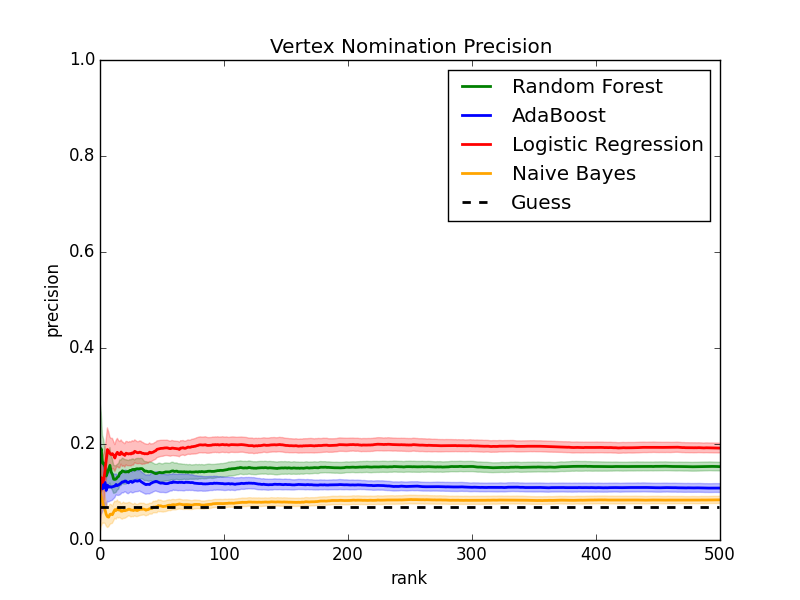 Vertex Nomination Precision
1.0
0.8
0.6
0.4
0.2
0.0
precision
Random Forest
AdaBoost
Logistic Regression
Naive Bayes
Guess
0 100 200 300 400 500
rank